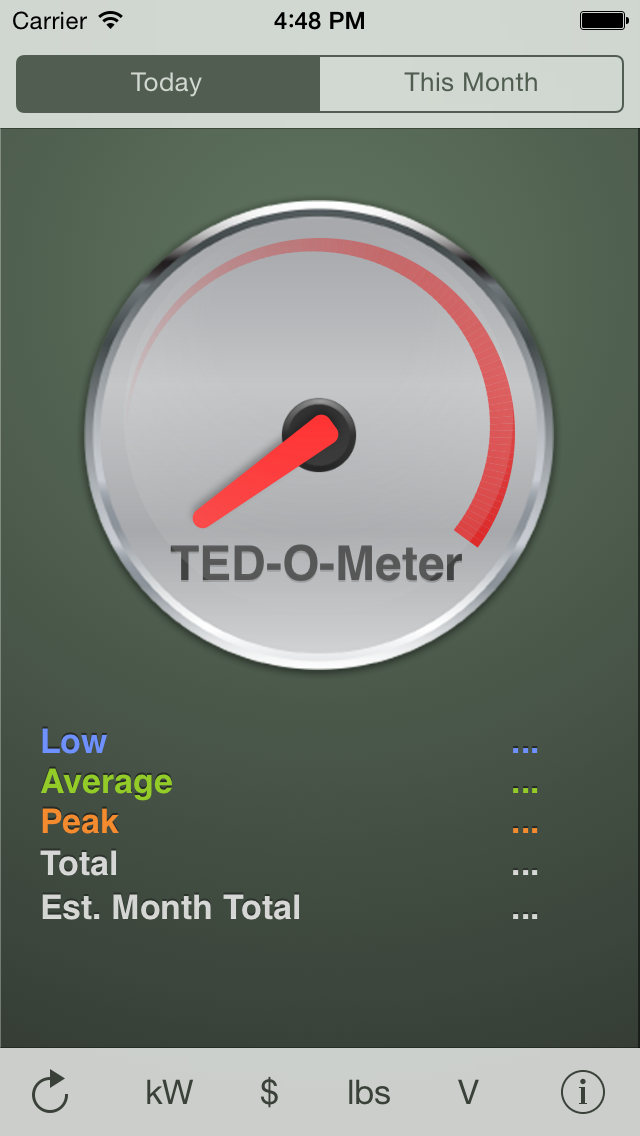 Carrier 4:48 PM
Today This Month
TED-O-Meter
Low ...
Average ...
Peak ...
Total ...
Est. Month Total ...
kW $ lbs V i